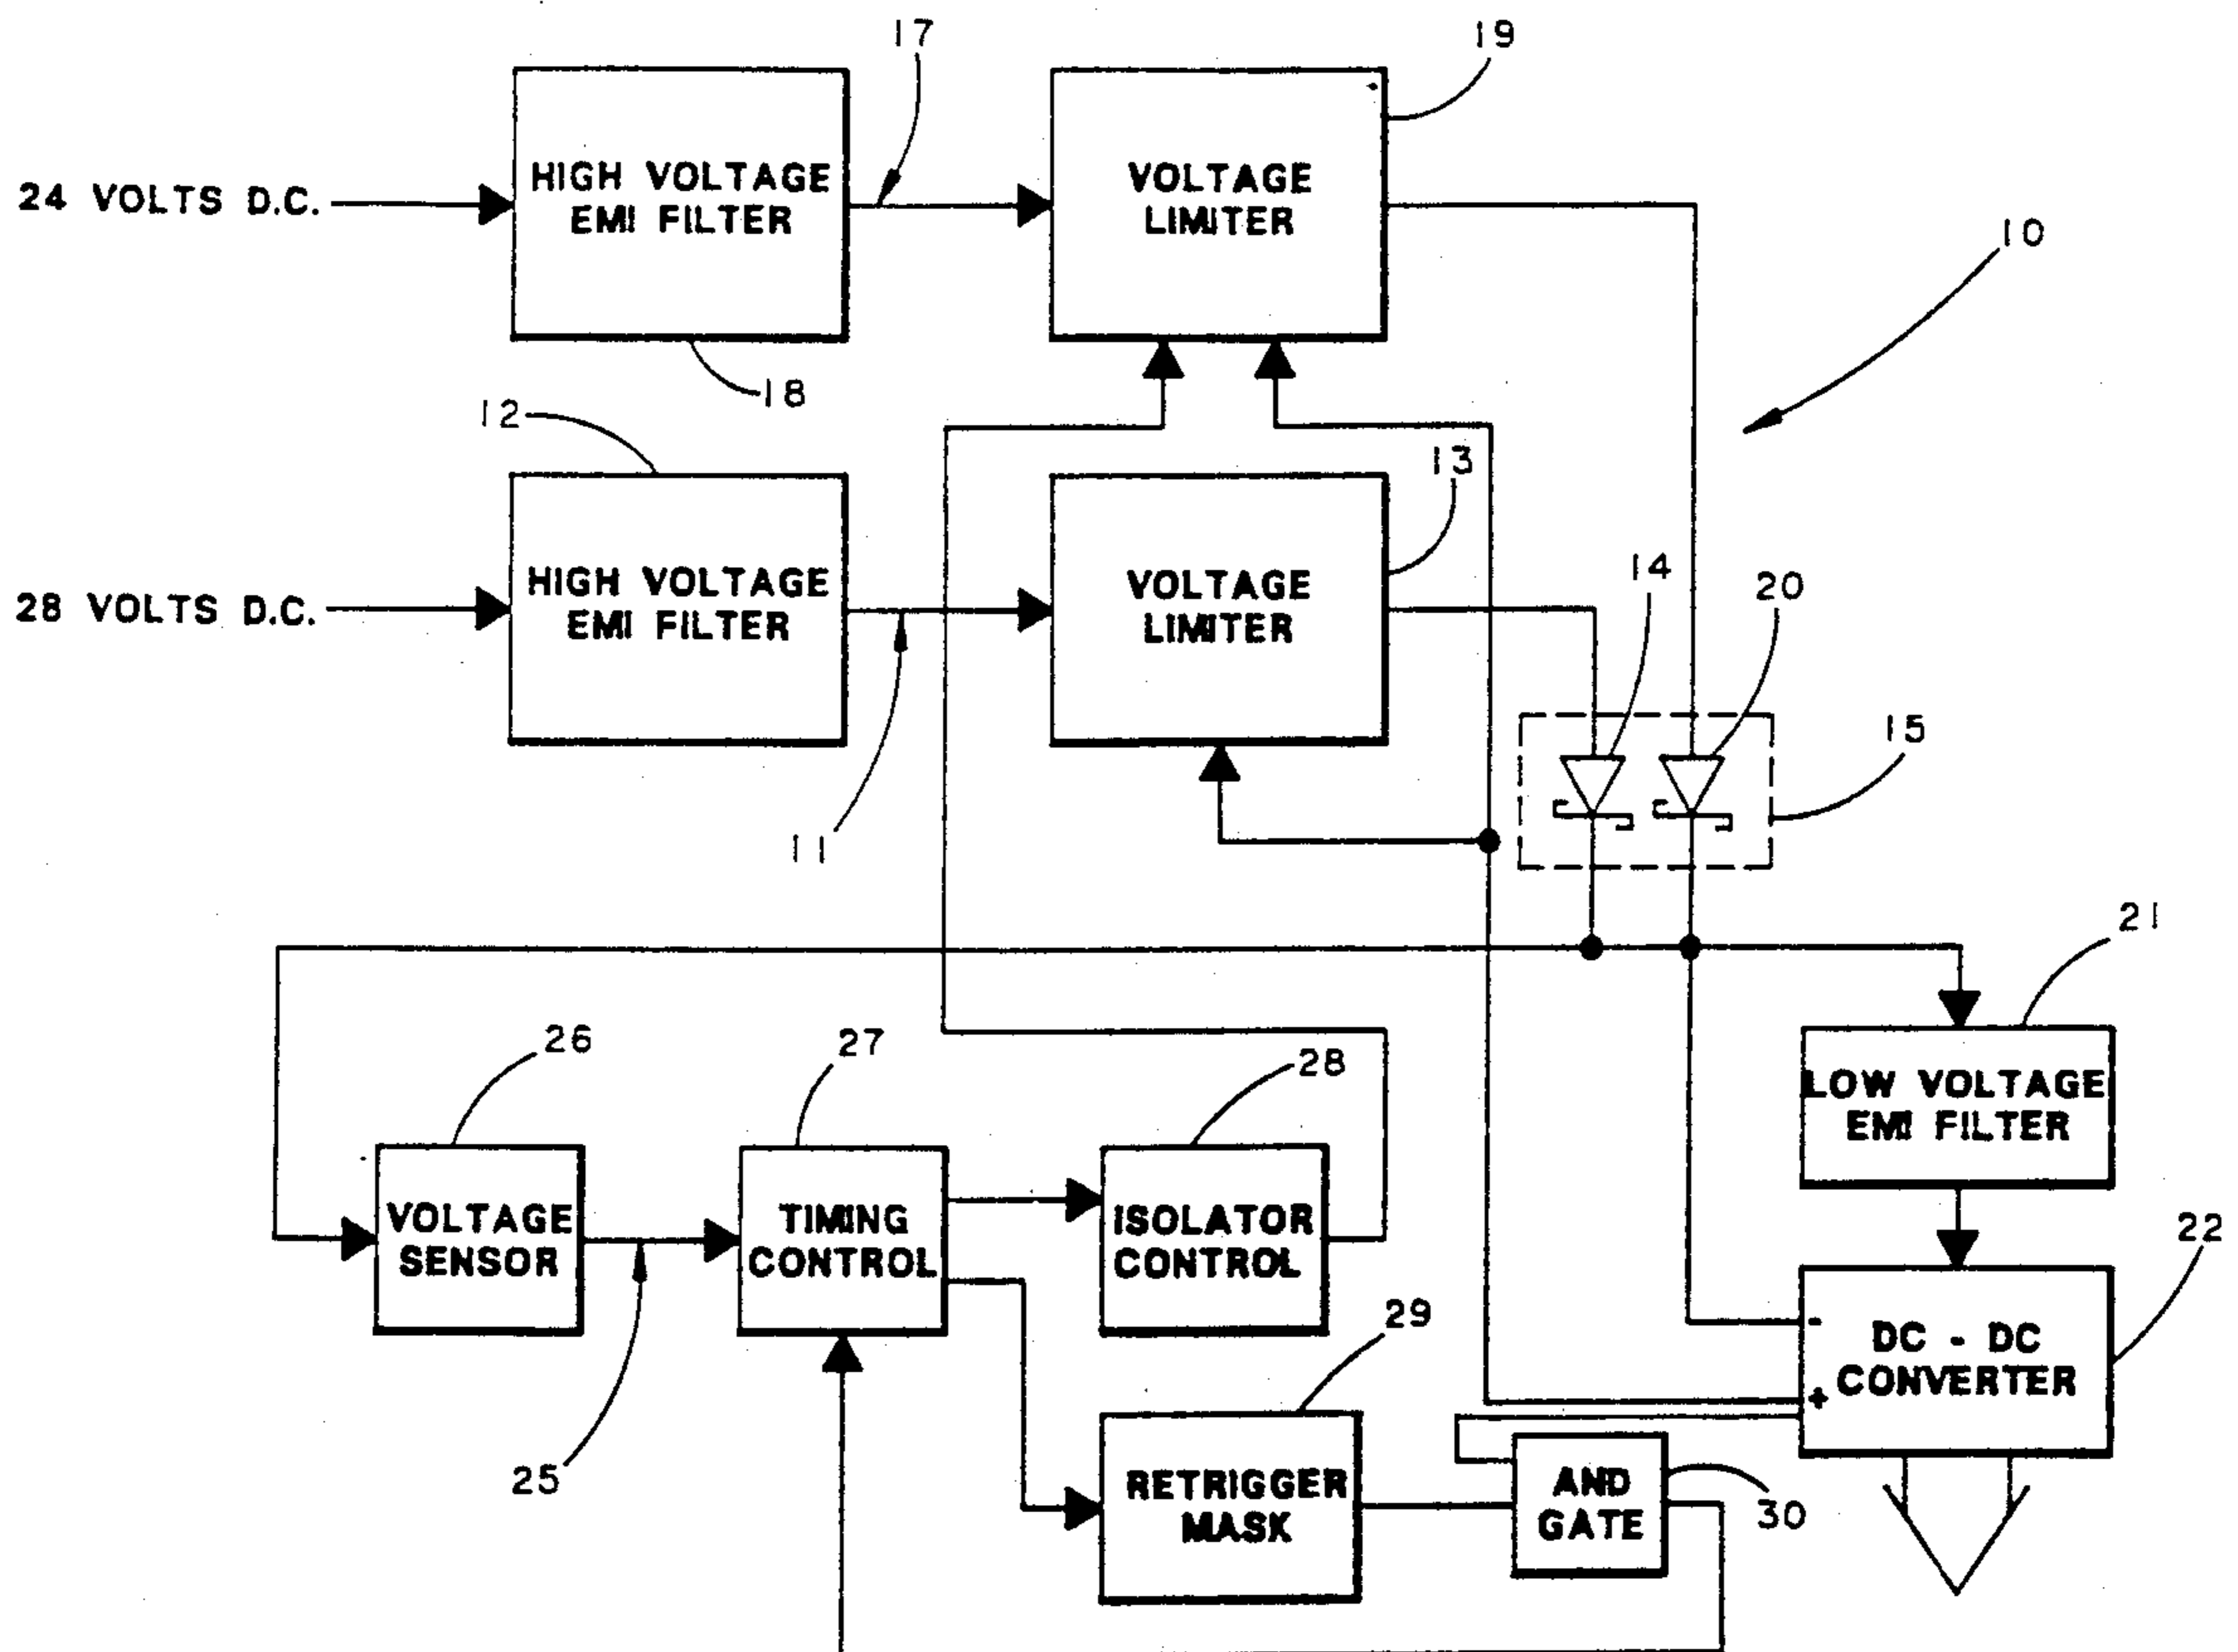 17
19
HIGH VOLTAGE
EMI FILTER
VOLTAGE
LIMITER
24 VOLTS D.C.
10
18
12
13
HIGH VOLTAGE
EMI FILTER
VOLTAGE
LIMITER
28 VOLTS D.C.
14
20
15
11
21
26
27
28
LOW VOLTAGE
EMI FILTER
VOLTAGE
SENSOR
TIMING
CONTROL
ISOLATOR
CONTROL
22
29
-
DC - DC
CONVERTER
+
25
RETRIGGER
MASK
AND
GATE
30